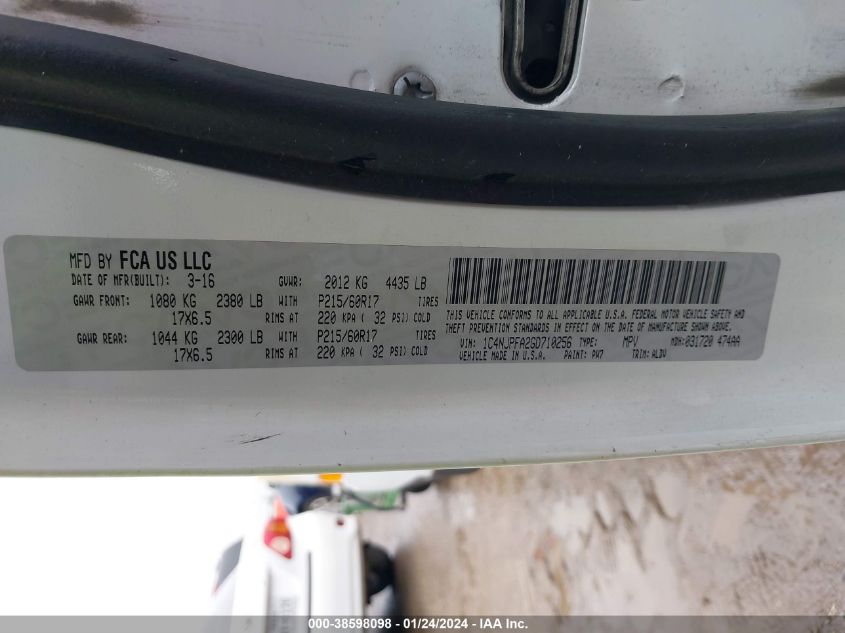 MFD BY FCA US LLC
DATE OF MFR(BUILT): 3-16 GVWR: 2012 KG 4435 LB
GAWR FRONT: 1080 KG 2380 LB WITH P215/60R17 TIRES
17X6.5 RIMS AT 220 KPA ( 32 PSI) COLD
GAWR REAR: 1044 KG 2300 LB WITH P215/60R17 TIRES
17X6.5 RIMS AT 220 KPA ( 32 PSI) COLD
THIS VEHICLE CONFORMS TO ALL APPLICABLE U.S.A. FEDERAL MOTOR VEHICLE SAFETY AND
THEFT PREVENTION STANDARDS IN EFFECT ON THE DATE OF MANUFACTURE SHOWN ABOVE.
VIN: 1C4NJPFA2GD710256 TYPE: MPV MDH: 031720 474AA
VEHICLE MADE IN U.S.A. PAINT: PW7 TRIM: ALDV
000-38598098 - 01/24/2024 - IAA Inc.